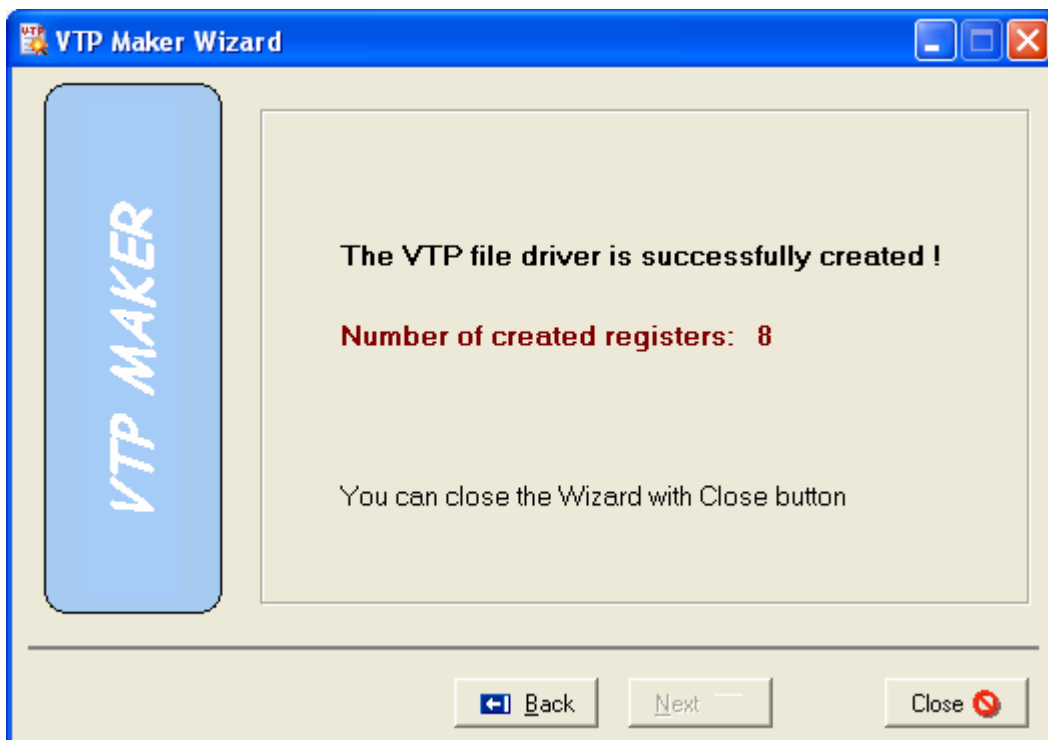 VTP Maker Wizard
VTP MAKER
The VTP file driver is successfully created !
Number of created registers: 8
You can close the Wizard with Close button
Back
Next
Close